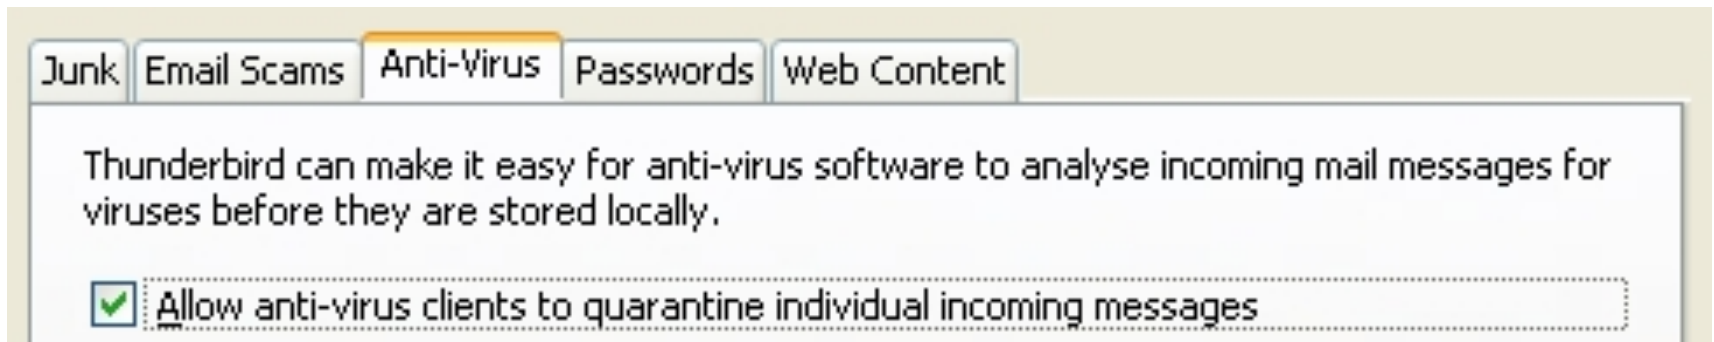 Junk Email Scams Anti-Virus Passwords Web Content
Thunderbird can make it easy for anti-virus software to analyse incoming mail messages for
viruses before they are stored locally.
Allow anti-virus clients to quarantine individual incoming messages